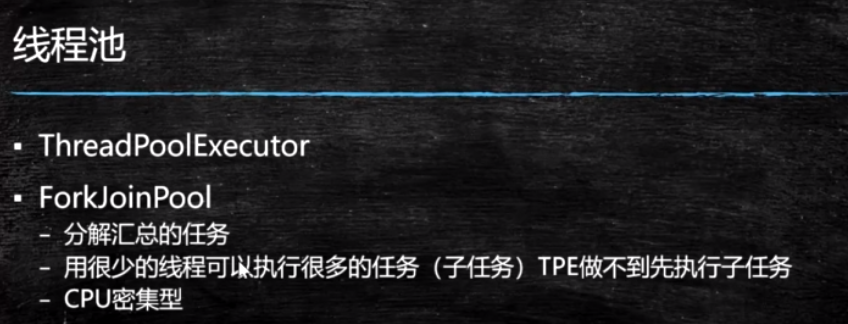 线程池
▪ ThreadPoolExecutor
▪ ForkJoinPool
– 分解汇总的任务
– 用很少的线程可以执行很多的任务（子任务）TPE做不到先执行子任务
– CPU密集型